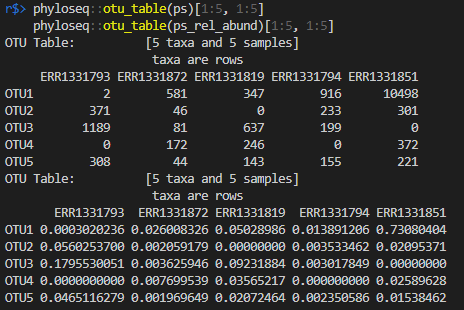 r$> phyloseq::otu_table(ps)[1:5, 1:5]
    phyloseq::otu_table(ps_rel_abund)[1:5, 1:5]
OTU Table:          [5 taxa and 5 samples]
                     taxa are rows
     ERR1331793 ERR1331872 ERR1331819 ERR1331794 ERR1331851
OTU1          2        581        347        916      10498
OTU2        371         46          0        233        301
OTU3       1189         81        637        199          0
OTU4          0        172        246          0        372
OTU5        308         44        143        155        221
OTU Table:          [5 taxa and 5 samples]
                     taxa are rows
       ERR1331793  ERR1331872 ERR1331819  ERR1331794 ERR1331851
OTU1 0.0003020236 0.026008326 0.05028986 0.013891206 0.73080404
OTU2 0.0560253700 0.002059179 0.00000000 0.003533462 0.02095371
OTU3 0.1795530051 0.003625946 0.09231884 0.003017849 0.00000000
OTU4 0.0000000000 0.007699539 0.03565217 0.000000000 0.02589628
OTU5 0.0465116279 0.001969649 0.02072464 0.002350586 0.01538462